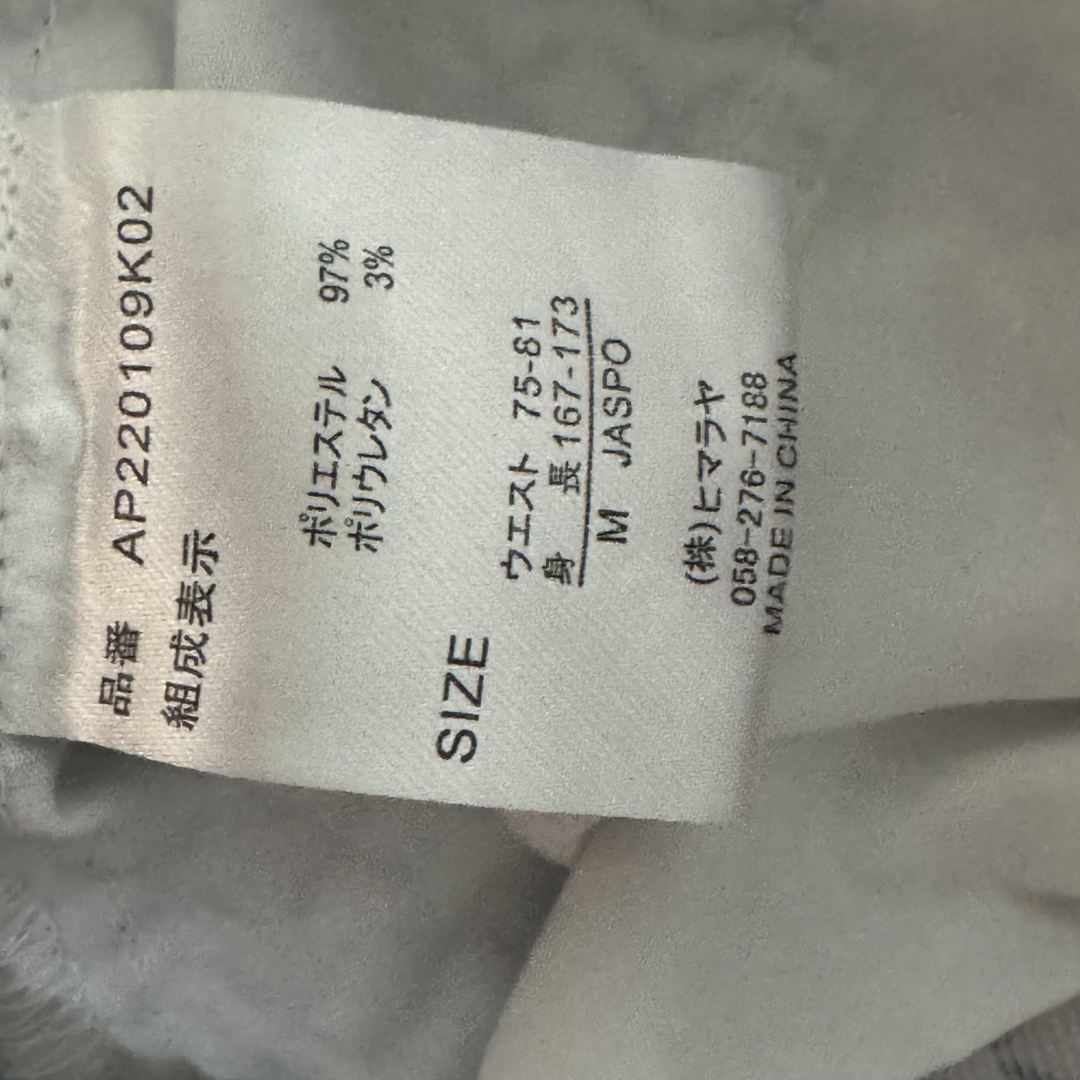 品番 AP220109K02
組成表示
ポリエステル 97%
ポリウレタン 3%
SIZE
ウエスト 75-81
身 長 167-173
M JASPO
(株)ヒマラヤ
058-276-7188
MADE IN CHINA